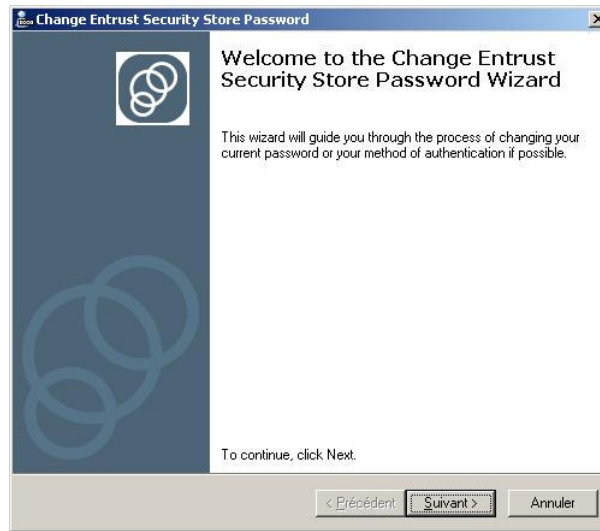 Change Entrust Security Store Password
Welcome to the Change Entrust
Security Store Password Wizard
This wizard will guide you through the process of changing your
current password or your method of authentication if possible.
To continue, click Next.
< Précédent
Suivant >
Annuler